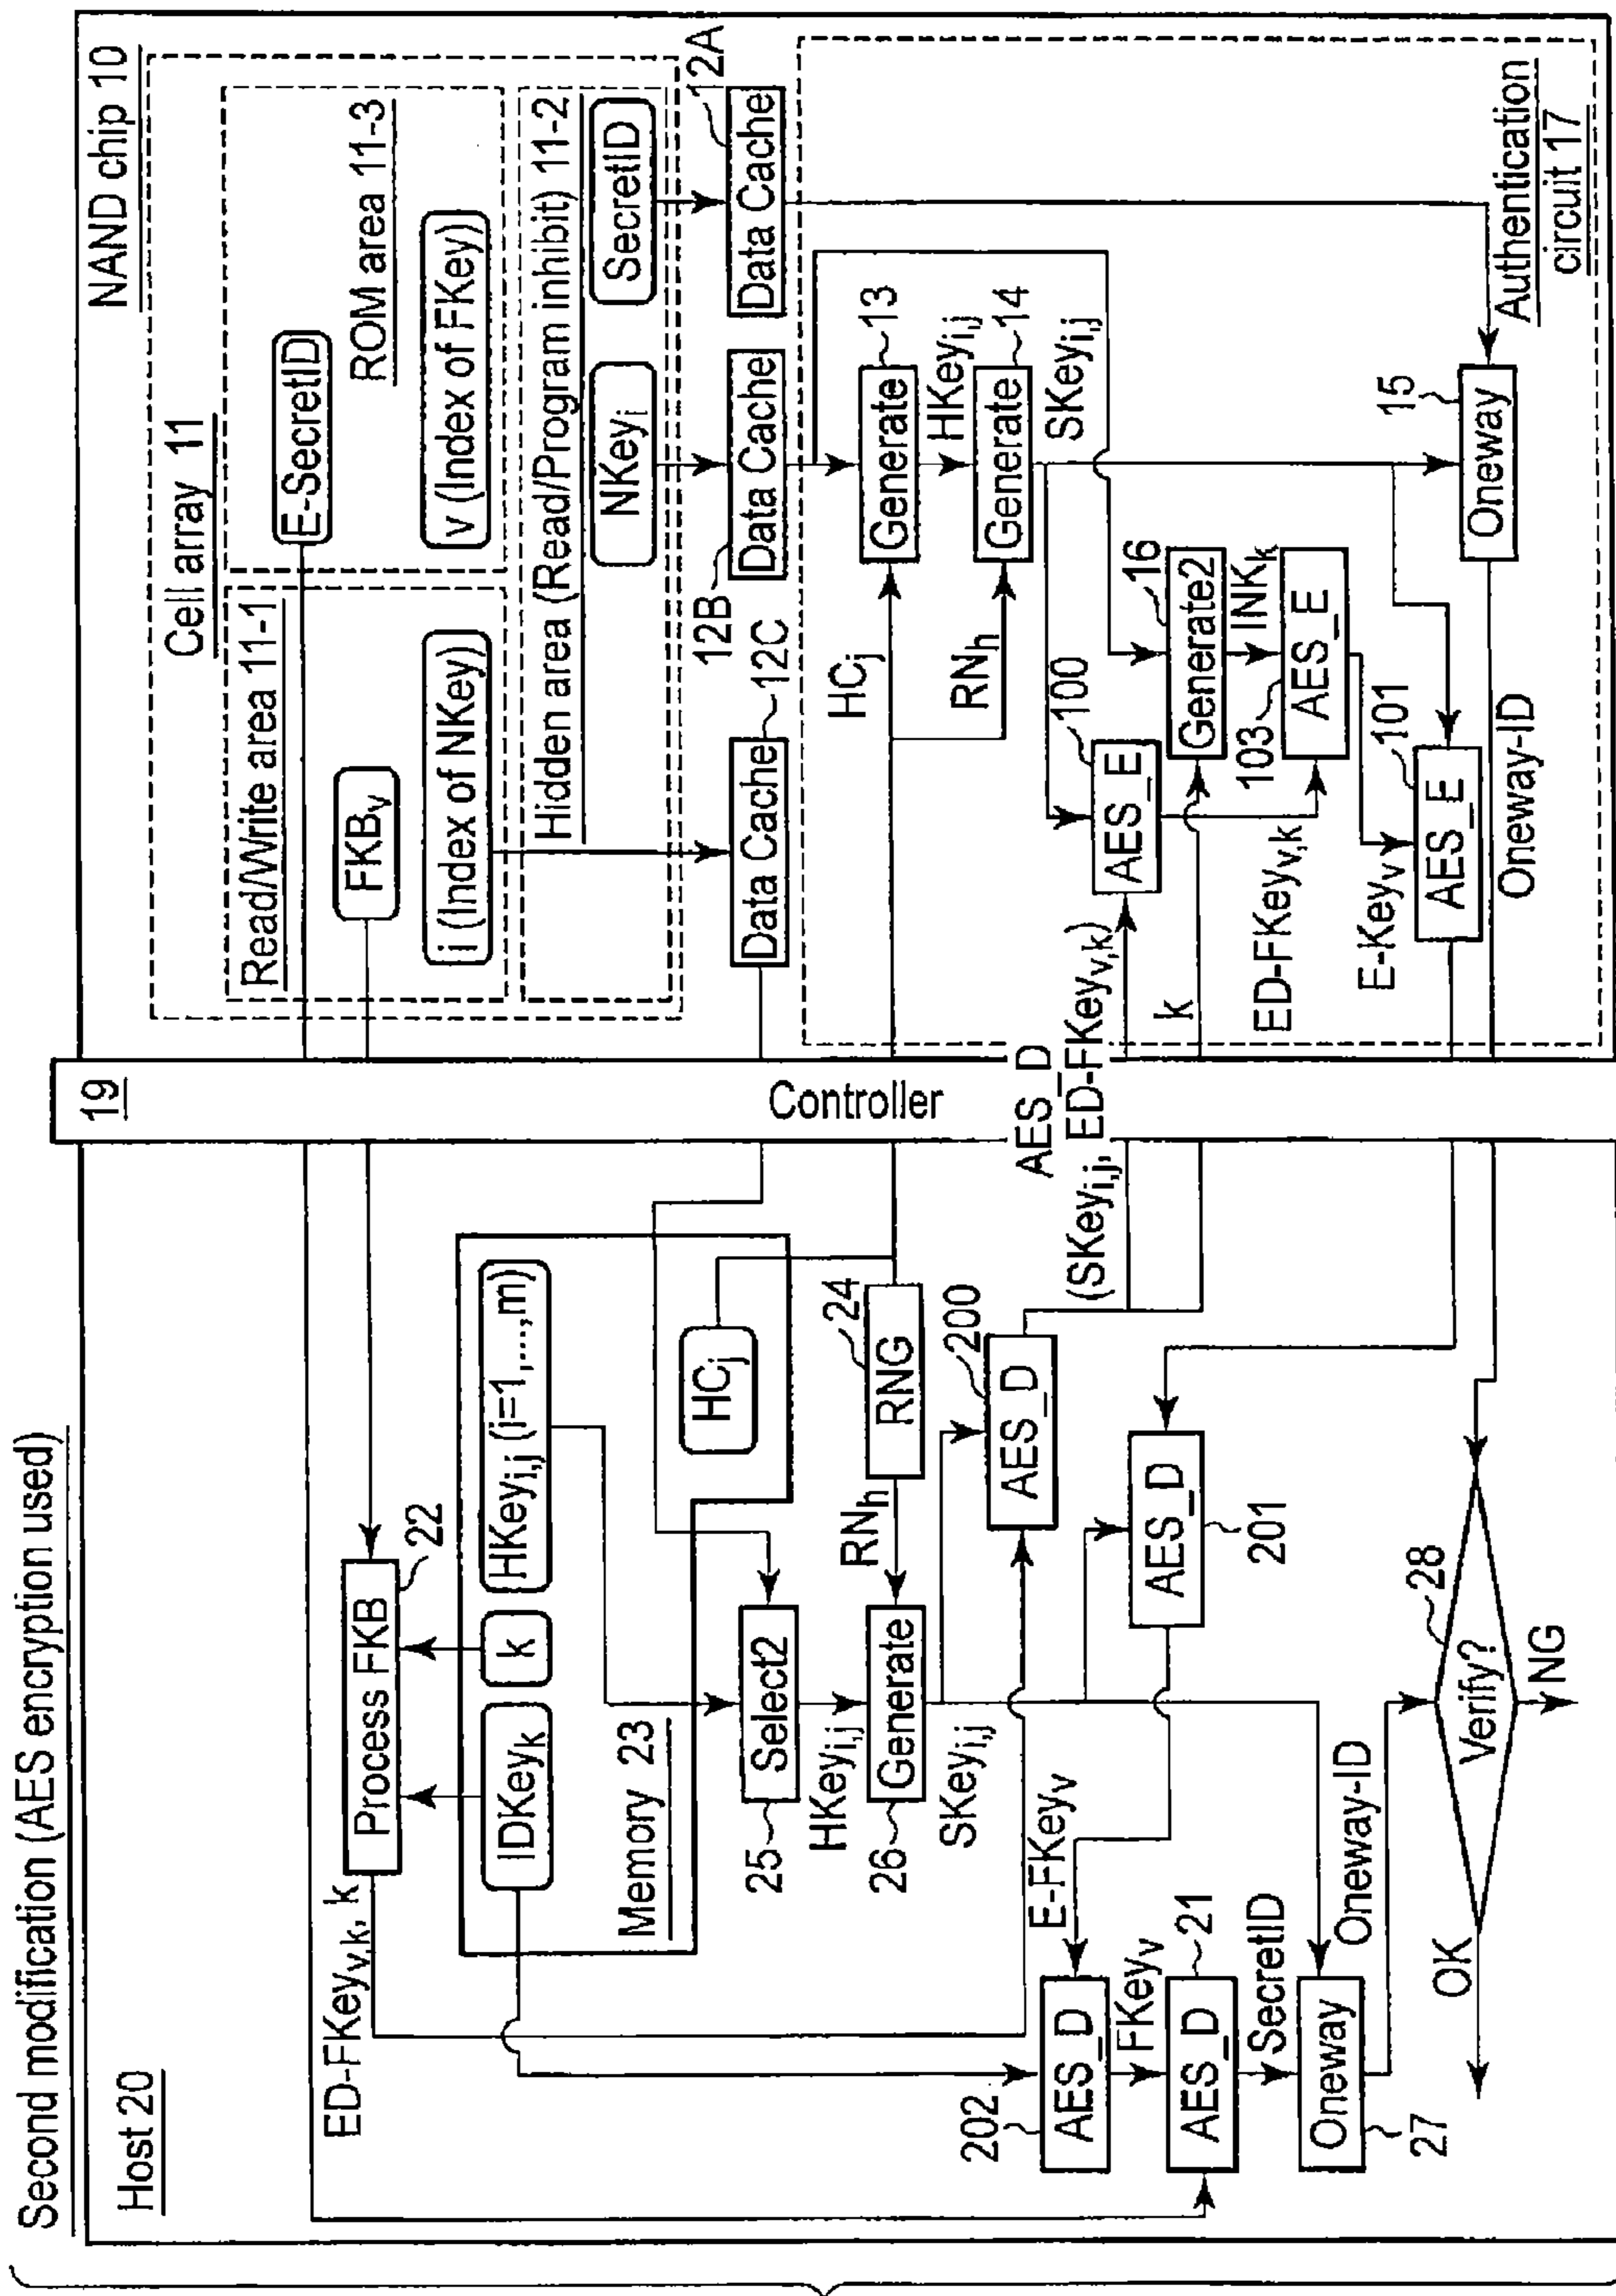 Second modification (AES encryption used)
Host 20
ED-FKeyv,k, k
Process FKB
22
IDKeyk
k
HKeyi,j (i=1,...,m)
Memory 23
HCj
25
Select2
HKeyi,j
26
Generate
RNh
RNG
24
SKeyi,j
AES_D
200
E-FKeyv
AES_D
201
202
AES_D
FKeyv
AES_D
21
SecretID
Oneway
27
Oneway-ID
Verify?
28
OK
NG
19
Controller
AES_D
(SKeyi,j, ED-FKeyv,k)
NAND chip 10
Cell array 11
Read/Write area 11-1
FKBv
i (Index of NKey)
E-SecretID
ROM area 11-3
v (Index of FKey)
Hidden area (Read/Program inhibit) 11-2
NKeyi
SecretID
Data Cache
12C
12B
Data Cache
Data Cache
12A
HCj
Generate
13
HKeyi,j
RNh
Generate
14
SKeyi,j
100
AES_E
k
Generate2
16
INKk
ED-FKeyv,k
103
AES_E
E-Keyv
101
AES_E
15
Oneway
Oneway-ID
Authentication
circuit 17